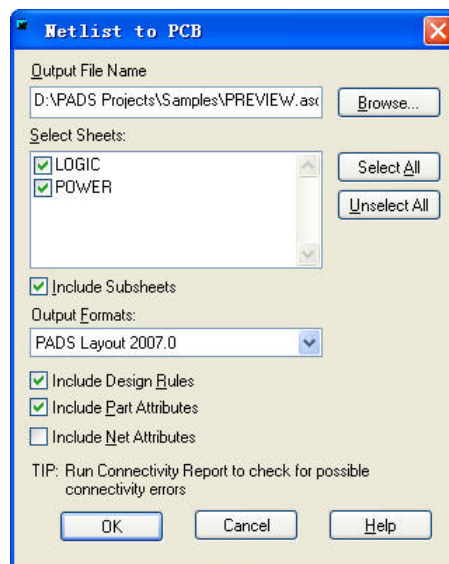 Netlist to PCB
Output File Name
D:\PADS Projects\Samples\PREVIEW.asc
Browse...
Select Sheets:
LOGIC
POWER
Select All
Unselect All
Include Subsheets
Output Formats:
PADS Layout 2007.0
Include Design Rules
Include Part Attributes
Include Net Attributes
TIP: Run Connectivity Report to check for possible
connectivity errors
OK
Cancel
Help